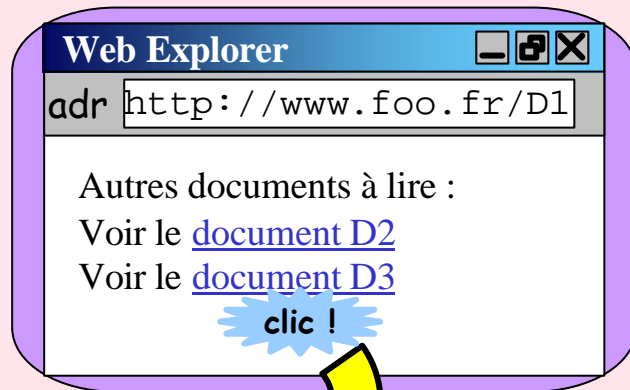 Web Explorer
adr http://www.foo.fr/D1
Autres documents à lire :
Voir le document D2
Voir le document D3
clic !